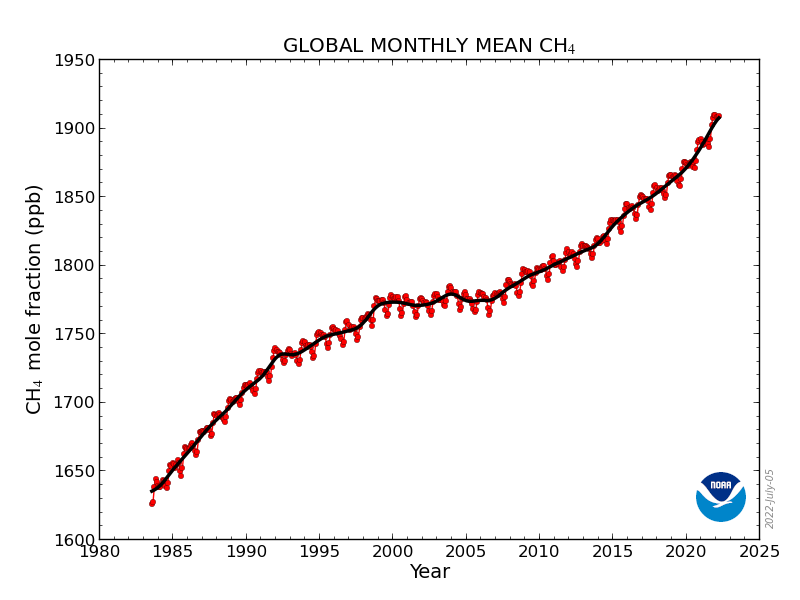 GLOBAL MONTHLY MEAN CH₄
1950
1900
1850
1800
1750
1700
1650
1600
CH₄ mole fraction (ppb)
1980 1985 1990 1995 2000 2005 2010 2015 2020 2025
Year
NOAA
2022-July-05